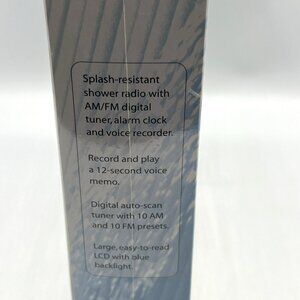 Splash-resistant
shower radio with
AM/FM digital
tuner, alarm clock
and voice recorder.
Record and play
a 12-second voice
memo.
Digital auto-scan
tuner with 10 AM
and 10 FM presets.
Large, easy-to-read
LCD with blue
backlight.